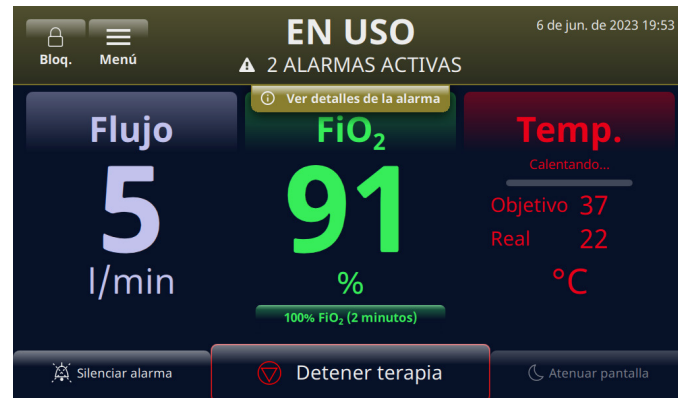 EN USO
6 de jun. de 2023 19:53
Bloq.
Menú
2 ALARMAS ACTIVAS
Ver detalles de la alarma
Flujo
FiO₂
Temp.
Calentando...
5
91
Objetivo 37
Real 22
l/min
%
°C
100% FiO₂ (2 minutos)
Silenciar alarma
Detener terapia
Atenuar pantalla